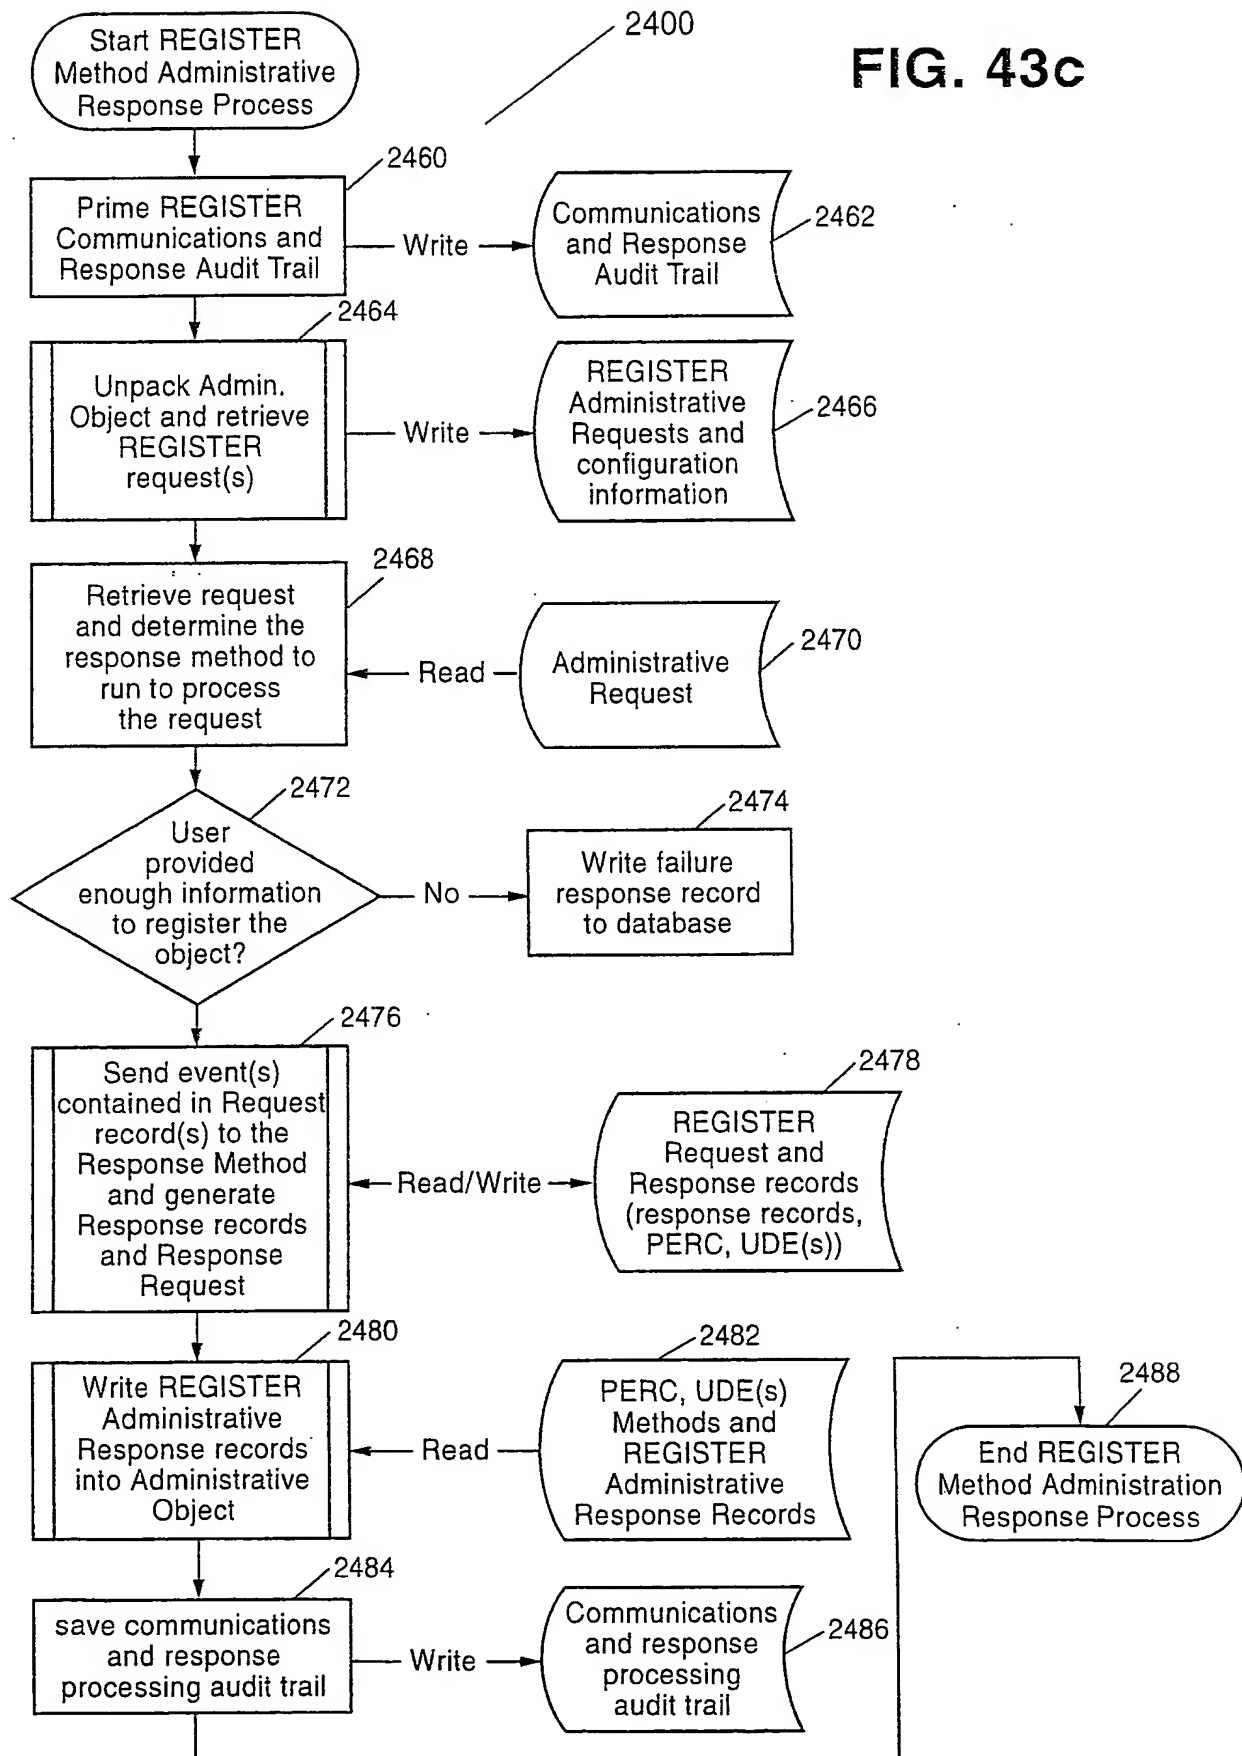 Start REGISTER
Method Administrative
Response Process
2400
FIG. 43c
2460
Prime REGISTER
Communications and
Response Audit Trail
Write
Communications
and Response
Audit Trail
2462
2464
Unpack Admin.
Object and retrieve
REGISTER
request(s)
Write
REGISTER
Administrative
Requests and
configuration
information
2466
2468
Retrieve request
and determine the
response method to
run to process
the request
Read
Administrative
Request
2470
2472
User
provided
enough information
to register the
object?
No
2474
Write failure
response record
to database
2476
Send event(s)
contained in Request
record(s) to the
Response Method
and generate
Response records
and Response
Request
Read/Write
2478
REGISTER
Request and
Response records
(response records,
PERC, UDE(s))
2480
Write REGISTER
Administrative
Response records
into Administrative
Object
Read
2482
PERC, UDE(s)
Methods and
REGISTER
Administrative
Response Records
2488
End REGISTER
Method Administration
Response Process
2484
save communications
and response
processing audit trail
Write
Communications
and response
processing
audit trail
2486